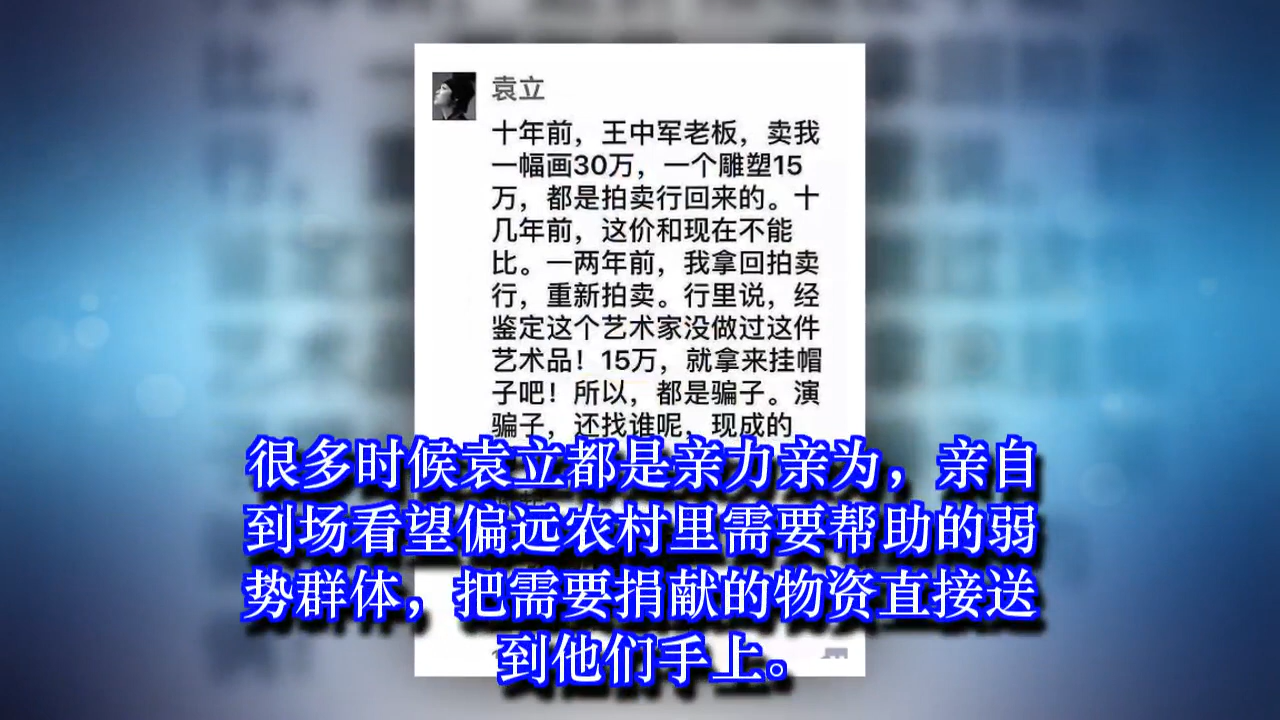 袁立
十年前，王中军老板，卖我
一幅画30万，一个雕塑15
万，都是拍卖行回来的。十
几年前，这价和现在不能
比。一两年前，我拿回拍卖
行，重新拍卖。行里说，经
鉴定这个艺术家没做过这件
艺术品！15万，就拿来挂帽
子吧！所以，都是骗子。演
骗子，还找谁呢，现成的
很多时候袁立都是亲力亲为，亲自
到场看望偏远农村里需要帮助的弱
势群体，把需要捐献的物资直接送
到他们手上。